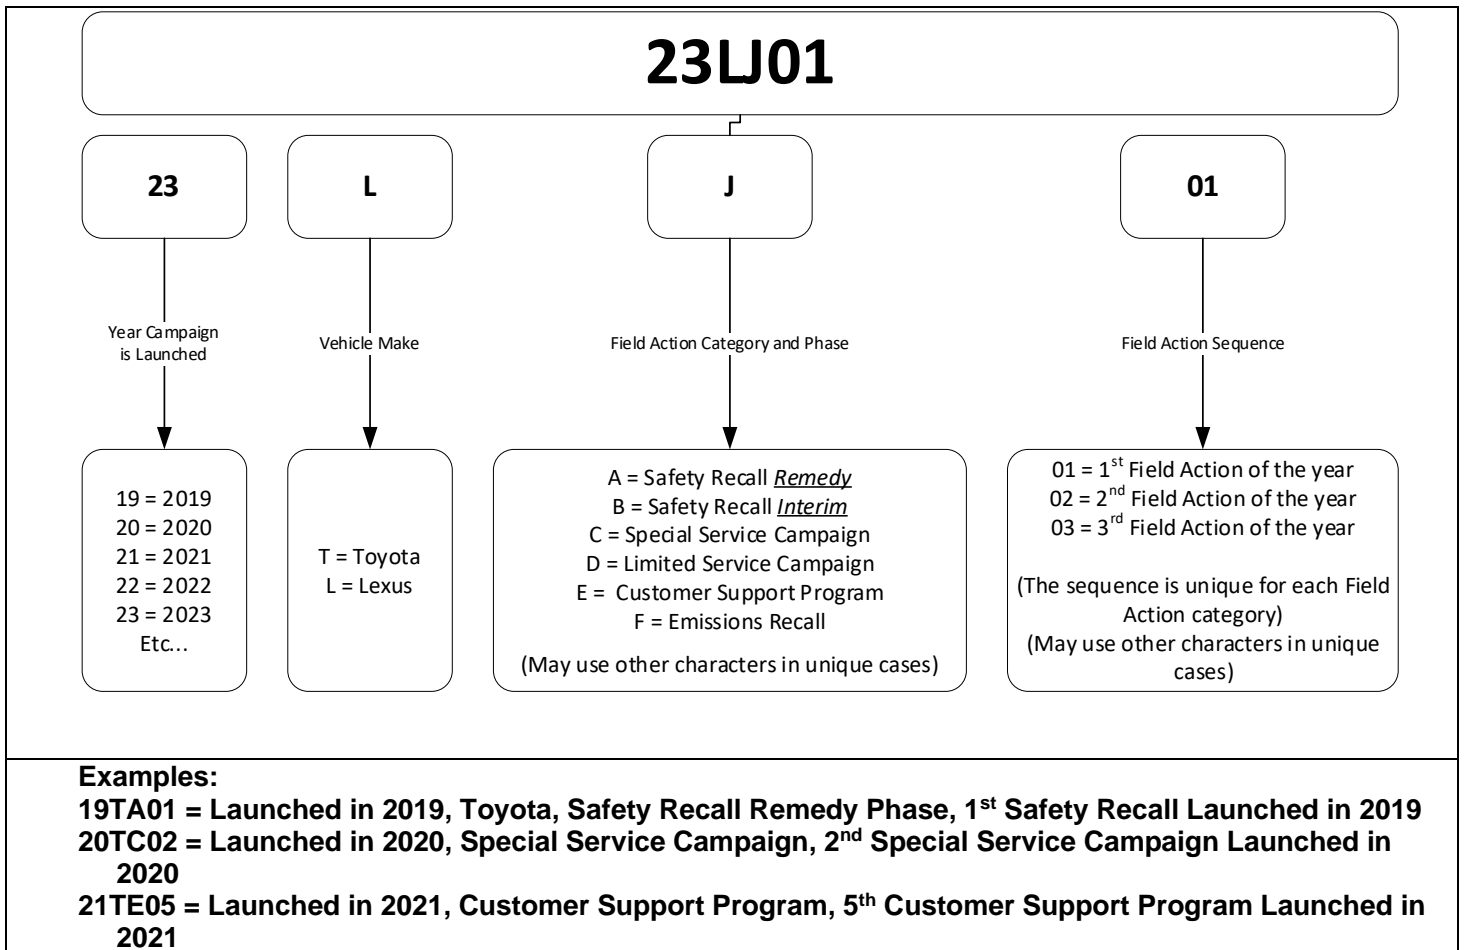 23LJ01
23
L
J
01
Year Campaign
is Launched
Vehicle Make
Field Action Category and Phase
Field Action Sequence
19 = 2019
20 = 2020
21 = 2021
22 = 2022
23 = 2023
Etc...
T = Toyota
L = Lexus
A = Safety Recall Remedy
B = Safety Recall Interim
C = Special Service Campaign
D = Limited Service Campaign
E = Customer Support Program
F = Emissions Recall
(May use other characters in unique cases)
01 = 1st Field Action of the year
02 = 2nd Field Action of the year
03 = 3rd Field Action of the year
(The sequence is unique for each Field
Action category)
(May use other characters in unique
cases)
Examples:
19TA01 = Launched in 2019, Toyota, Safety Recall Remedy Phase, 1st Safety Recall Launched in 2019
20TC02 = Launched in 2020, Special Service Campaign, 2nd Special Service Campaign Launched in
2020
21TE05 = Launched in 2021, Customer Support Program, 5th Customer Support Program Launched in
2021